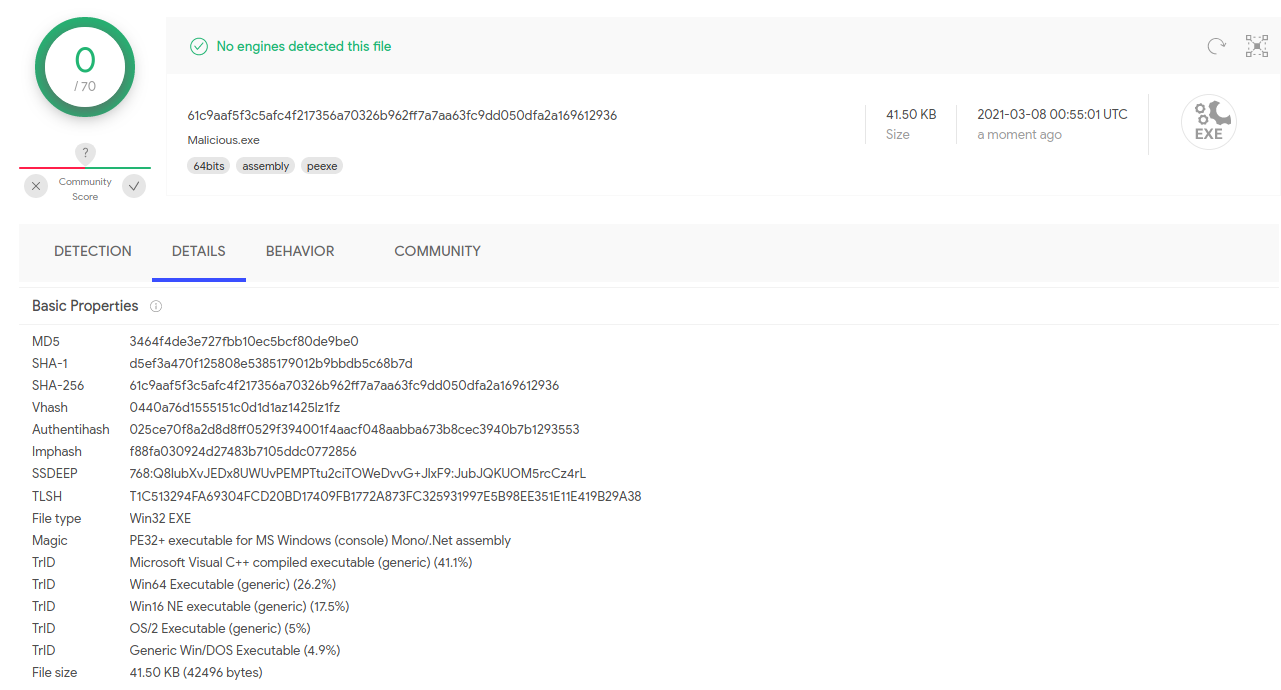 0
/ 70
?
Community
Score
No engines detected this file
61c9aaf5f3c5afc4f217356a70326b962ff7a7aa63fc9dd050dfa2a169612936
Malicious.exe
64bits assembly peexe
41.50 KB
Size
2021-03-08 00:55:01 UTC
a moment ago
EXE
DETECTION DETAILS BEHAVIOR COMMUNITY
Basic Properties
MD5 3464f4de3e727fbb10ec5bcf80de9be0
SHA-1 d5ef3a470f125808e5385179012b9bbdb5c68b7d
SHA-256 61c9aaf5f3c5afc4f217356a70326b962ff7a7aa63fc9dd050dfa2a169612936
Vhash 0440a76d1555151c0d1d1az1425lz1fz
Authentihash 025ce70f8a2d8d8ff0529f394001f4aacf048aabba673b8cec3940b7b1293553
Imphash f88fa030924d27483b7105ddc0772856
SSDEEP 768:Q8lubXvJEDx8UWUvPEMPTtu2ciTOWeDvvG+JlxF9:JubJQKUOM5rcCz4rL
TLSH T1C513294FA69304FCD20BD17409FB1772A873FC325931997E5B98EE351E11E419B29A38
File type Win32 EXE
Magic PE32+ executable for MS Windows (console) Mono/.Net assembly
TrID Microsoft Visual C++ compiled executable (generic) (41.1%)
TrID Win64 Executable (generic) (26.2%)
TrID Win16 NE executable (generic) (17.5%)
TrID OS/2 Executable (generic) (5%)
TrID Generic Win/DOS Executable (4.9%)
File size 41.50 KB (42496 bytes)